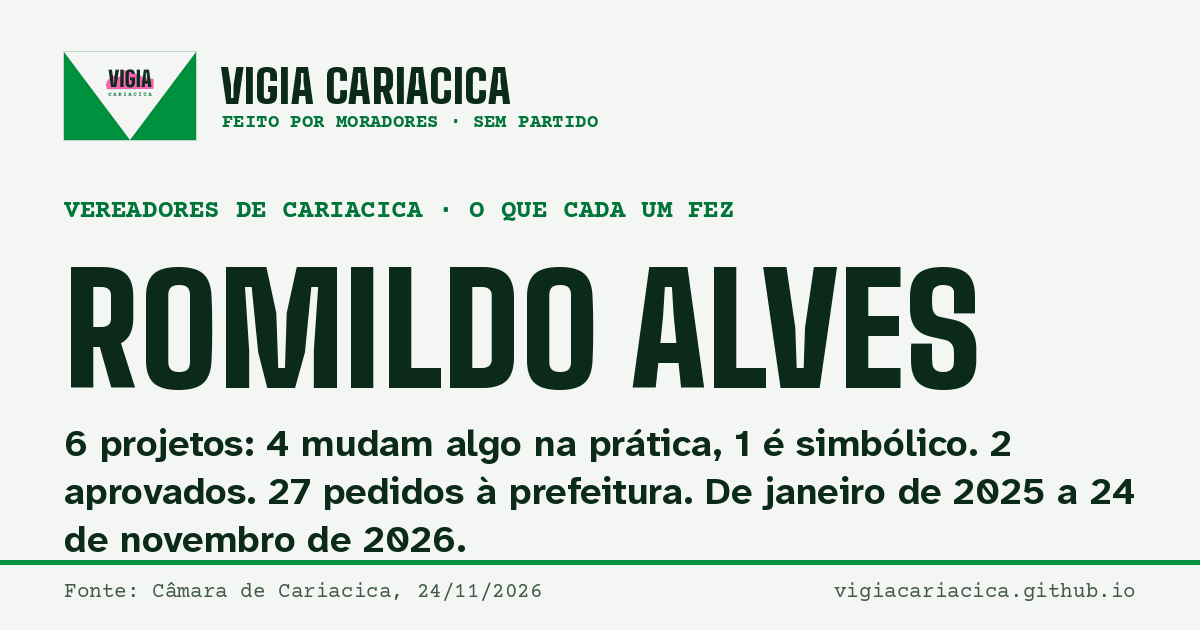 VIGIA
CARIACICA
VIGIA CARIACICA
FEITO POR MORADORES · SEM PARTIDO
VEREADORES DE CARIACICA · O QUE CADA UM FEZ
ROMILDO ALVES
6 projetos: 4 mudam algo na prática, 1 é simbólico. 2
aprovados. 27 pedidos à prefeitura. De janeiro de 2025 a 24
de novembro de 2026.
Fonte: Câmara de Cariacica, 24/11/2026
vigiacariacica.github.io